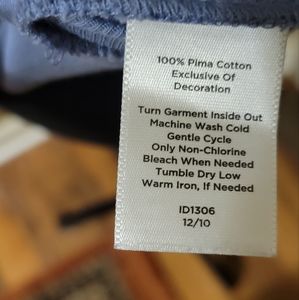 100% Pima Cotton
Exclusive Of
Decoration
Turn Garment Inside Out
Machine Wash Cold
Gentle Cycle
Only Non-Chlorine
Bleach When Needed
Tumble Dry Low
Warm Iron, If Needed
ID1306
12/10